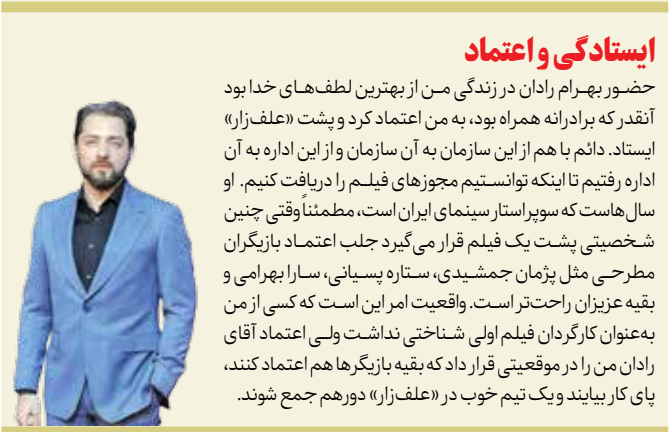 ایستادگی و اعتماد
حضور بهرام رادان در زندگی من از بهترین لطف‌های خدا بود
آنقدر که برادرانه همراه بود، به من اعتماد کرد و پشت «علف‌زار»
ایستاد. دائم با هم از این سازمان به آن سازمان و از این اداره به آن
اداره رفتیم تا اینکه توانستیم مجوزهای فیلم را دریافت کنیم. او
سال‌هاست که سوپراستار سینمای ایران است، مطمئناً وقتی چنین
شخصیتی پشت یک فیلم قرار می‌گیرد جلب اعتماد بازیگران
مطرحی مثل پژمان جمشیدی، ستاره پسیانی، سارا بهرامی و
بقیه عزیزان راحت‌تر است. واقعیت امر این است که کسی از من
به‌عنوان کارگردان فیلم اولی شناختی نداشت ولی اعتماد آقای
رادان من را در موقعیتی قرار داد که بقیه بازیگرها هم اعتماد کنند،
پای کار بیایند و یک تیم خوب در «علف‌زار» دورهم جمع شوند.